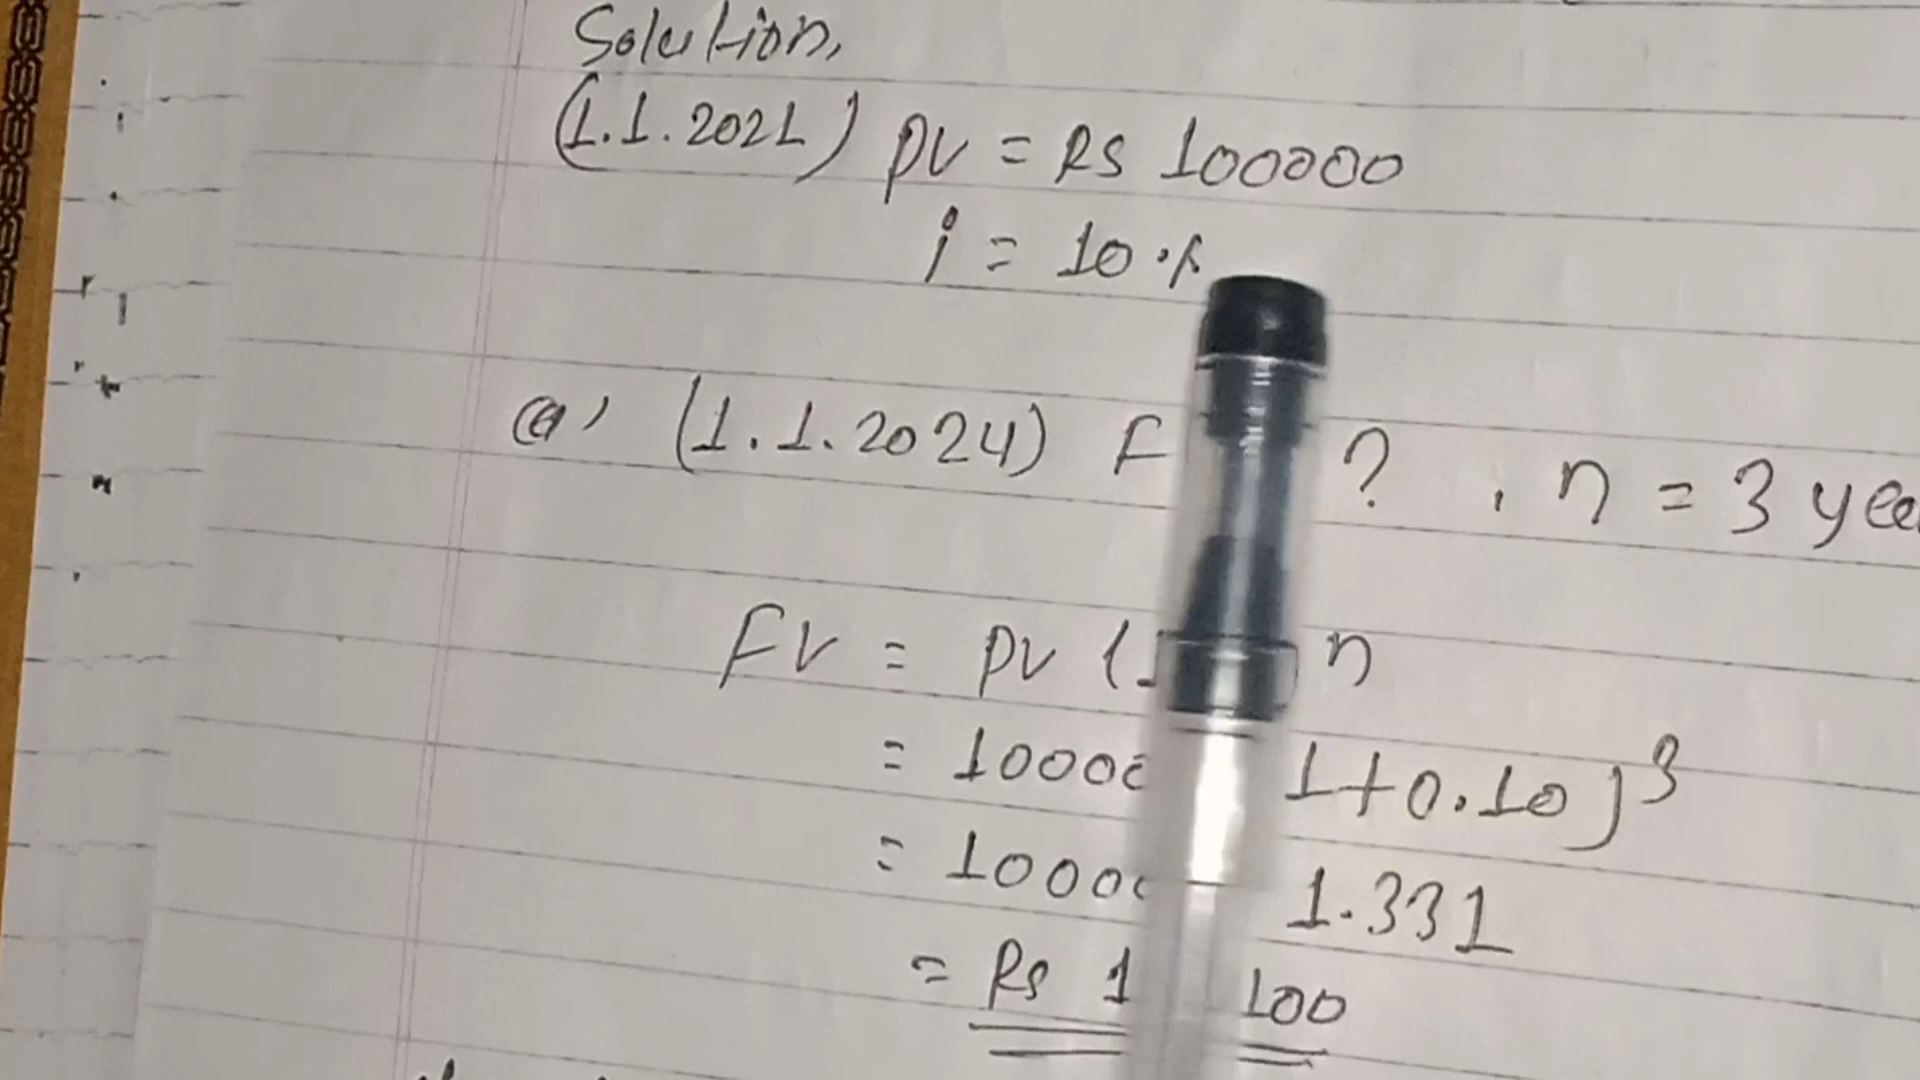 Solution,
(1.1.2021) PV = RS 100000
i = 10%
(a) (1.1.2024) F ? , n = 3
FV = PV (1 n
= 1000 1+0.10)3
= 1000 1.331
= Rs 1 100